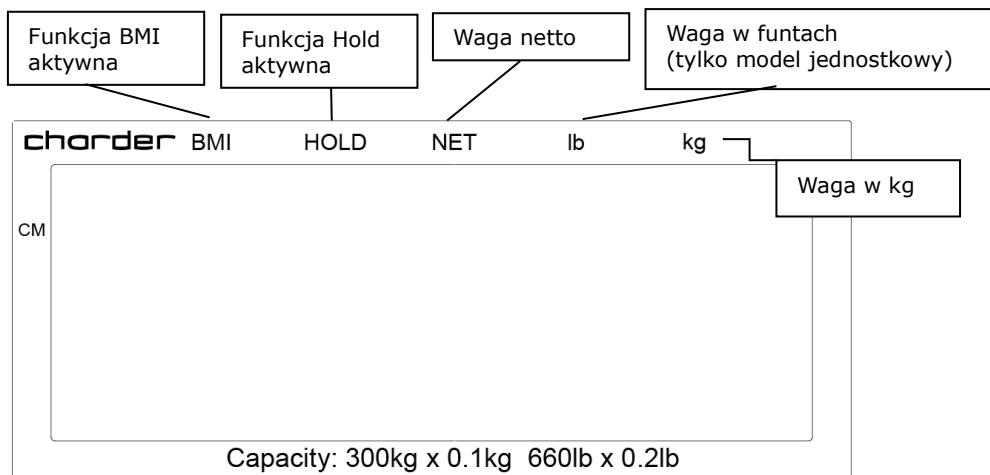 Funkcja BMI
aktywna
Funkcja Hold
aktywna
Waga netto
Waga w funtach
(tylko model jednostkowy)
charder BMI HOLD NET lb kg
Waga w kg
CM
Capacity: 300kg x 0.1kg 660lb x 0.2lb